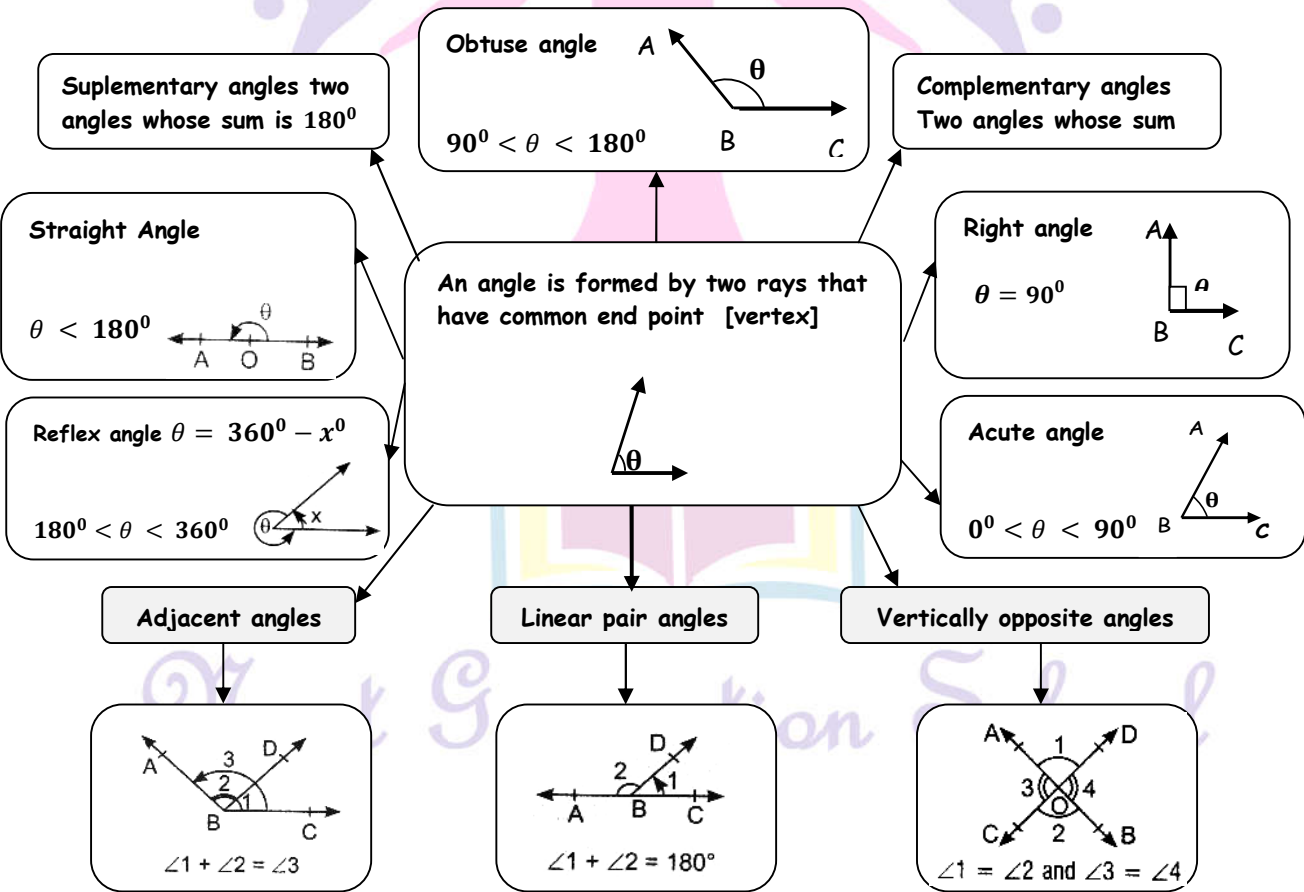 Obtuse angle
A
θ
90⁰ < θ < 180⁰
B
C
Suplementary angles two
angles whose sum is 180⁰
Complementary angles
Two angles whose sum
Straight Angle
θ < 180⁰
θ
A O B
An angle is formed by two rays that
have common end point [vertex]
θ
Right angle
θ = 90⁰
A
θ
B
C
Reflex angle θ = 360⁰ − x⁰
180⁰ < θ < 360⁰
θ x
Acute angle
0⁰ < θ < 90⁰
A
θ
B
C
Adjacent angles
Linear pair angles
Vertically opposite angles
A
D
3
2
1
B
C
∠1 + ∠2 = ∠3
D
2
1
A B C
∠1 + ∠2 = 180°
A D
1
3 4
O
C 2 B
∠1 = ∠2 and ∠3 = ∠4